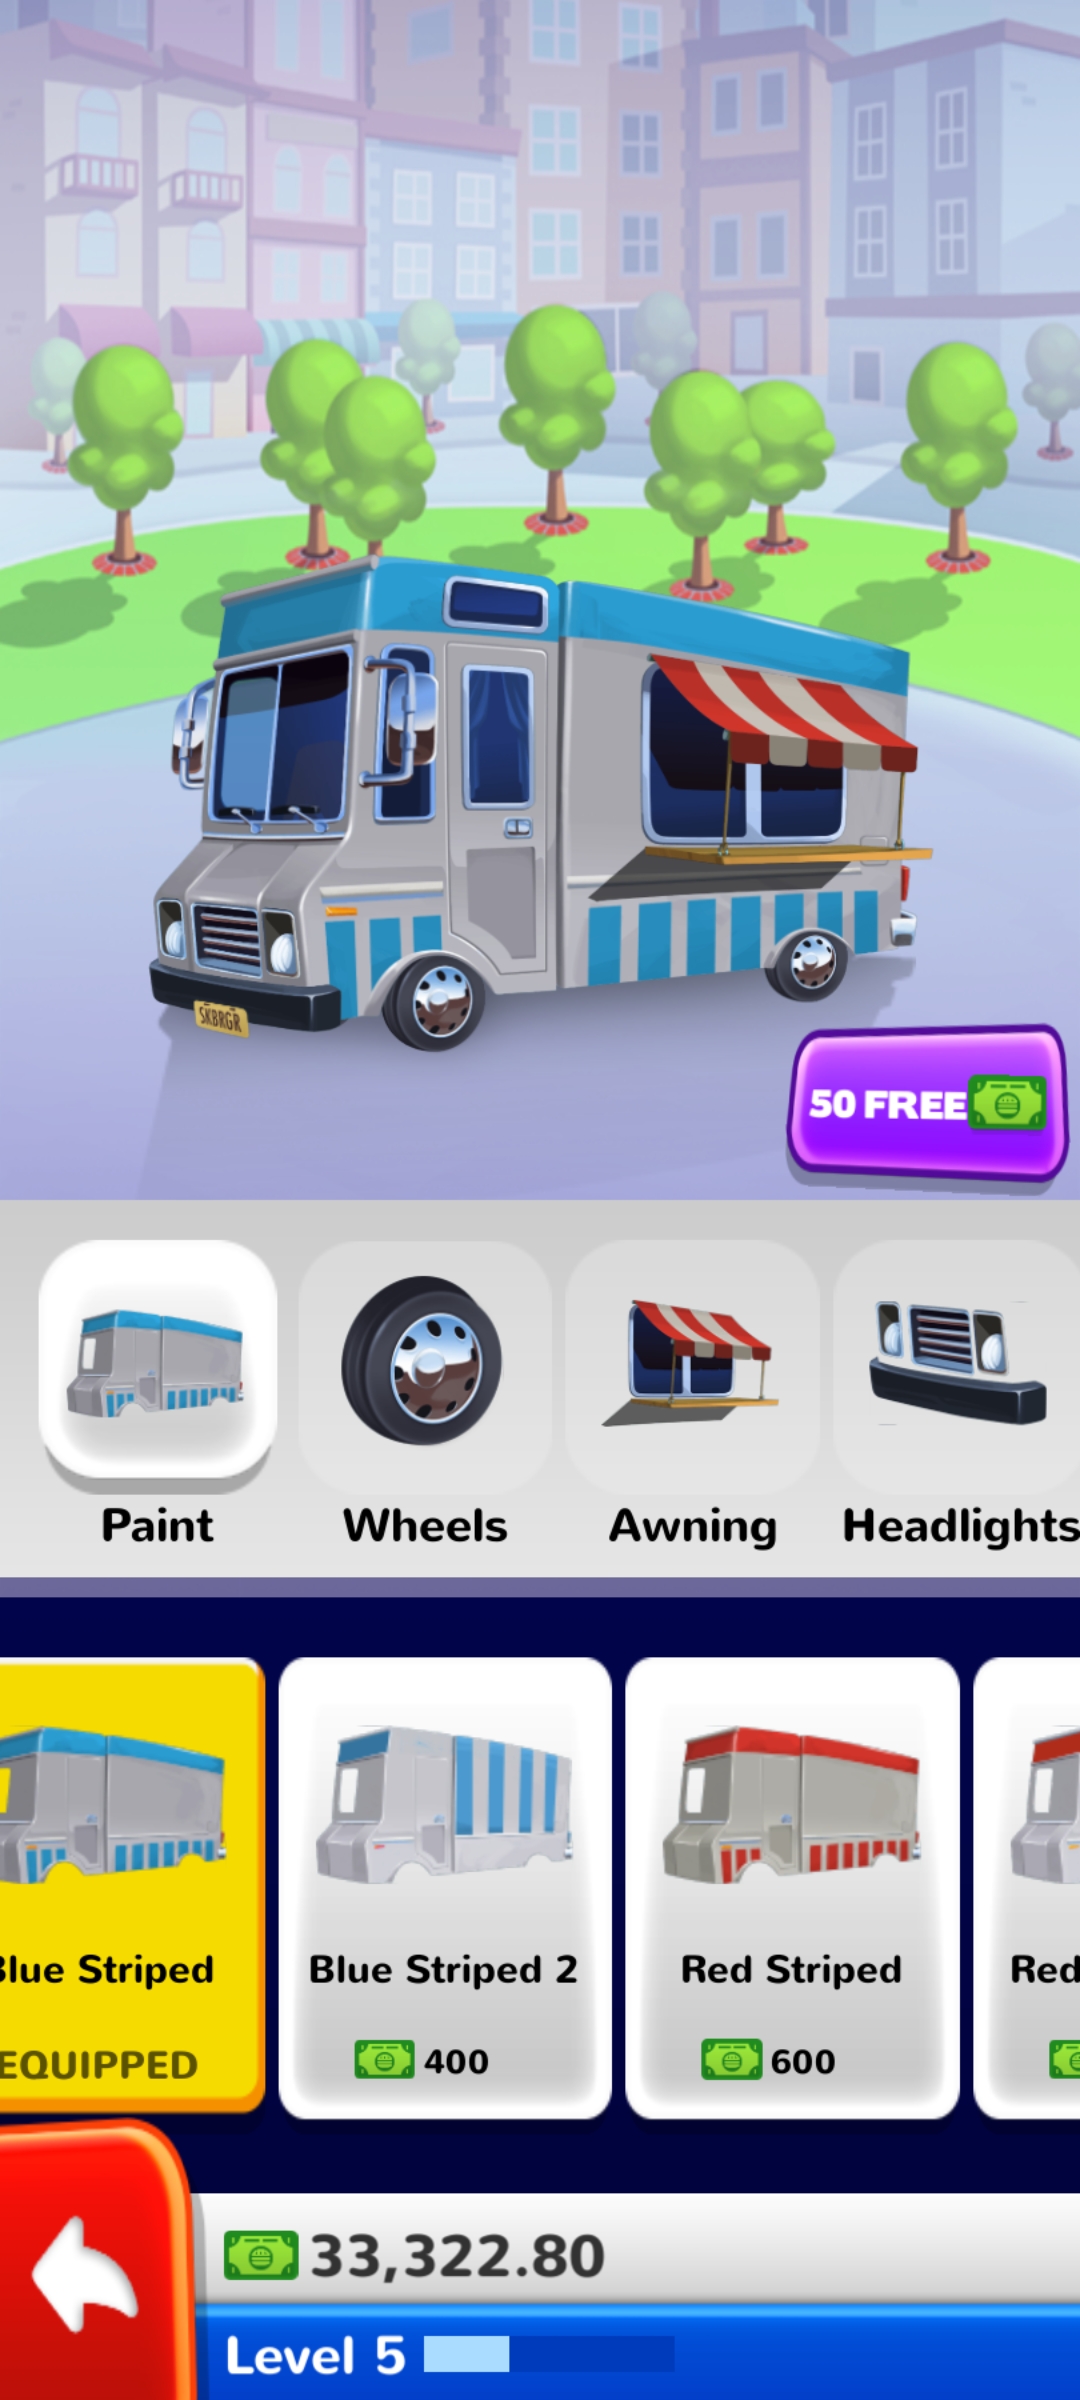 SKBRGR
50 FREE
Paint
Wheels
Awning
Headlights
Blue Striped
Blue Striped 2
Red Striped
Red
EQUIPPED
400
600
33,322.80
Level 5